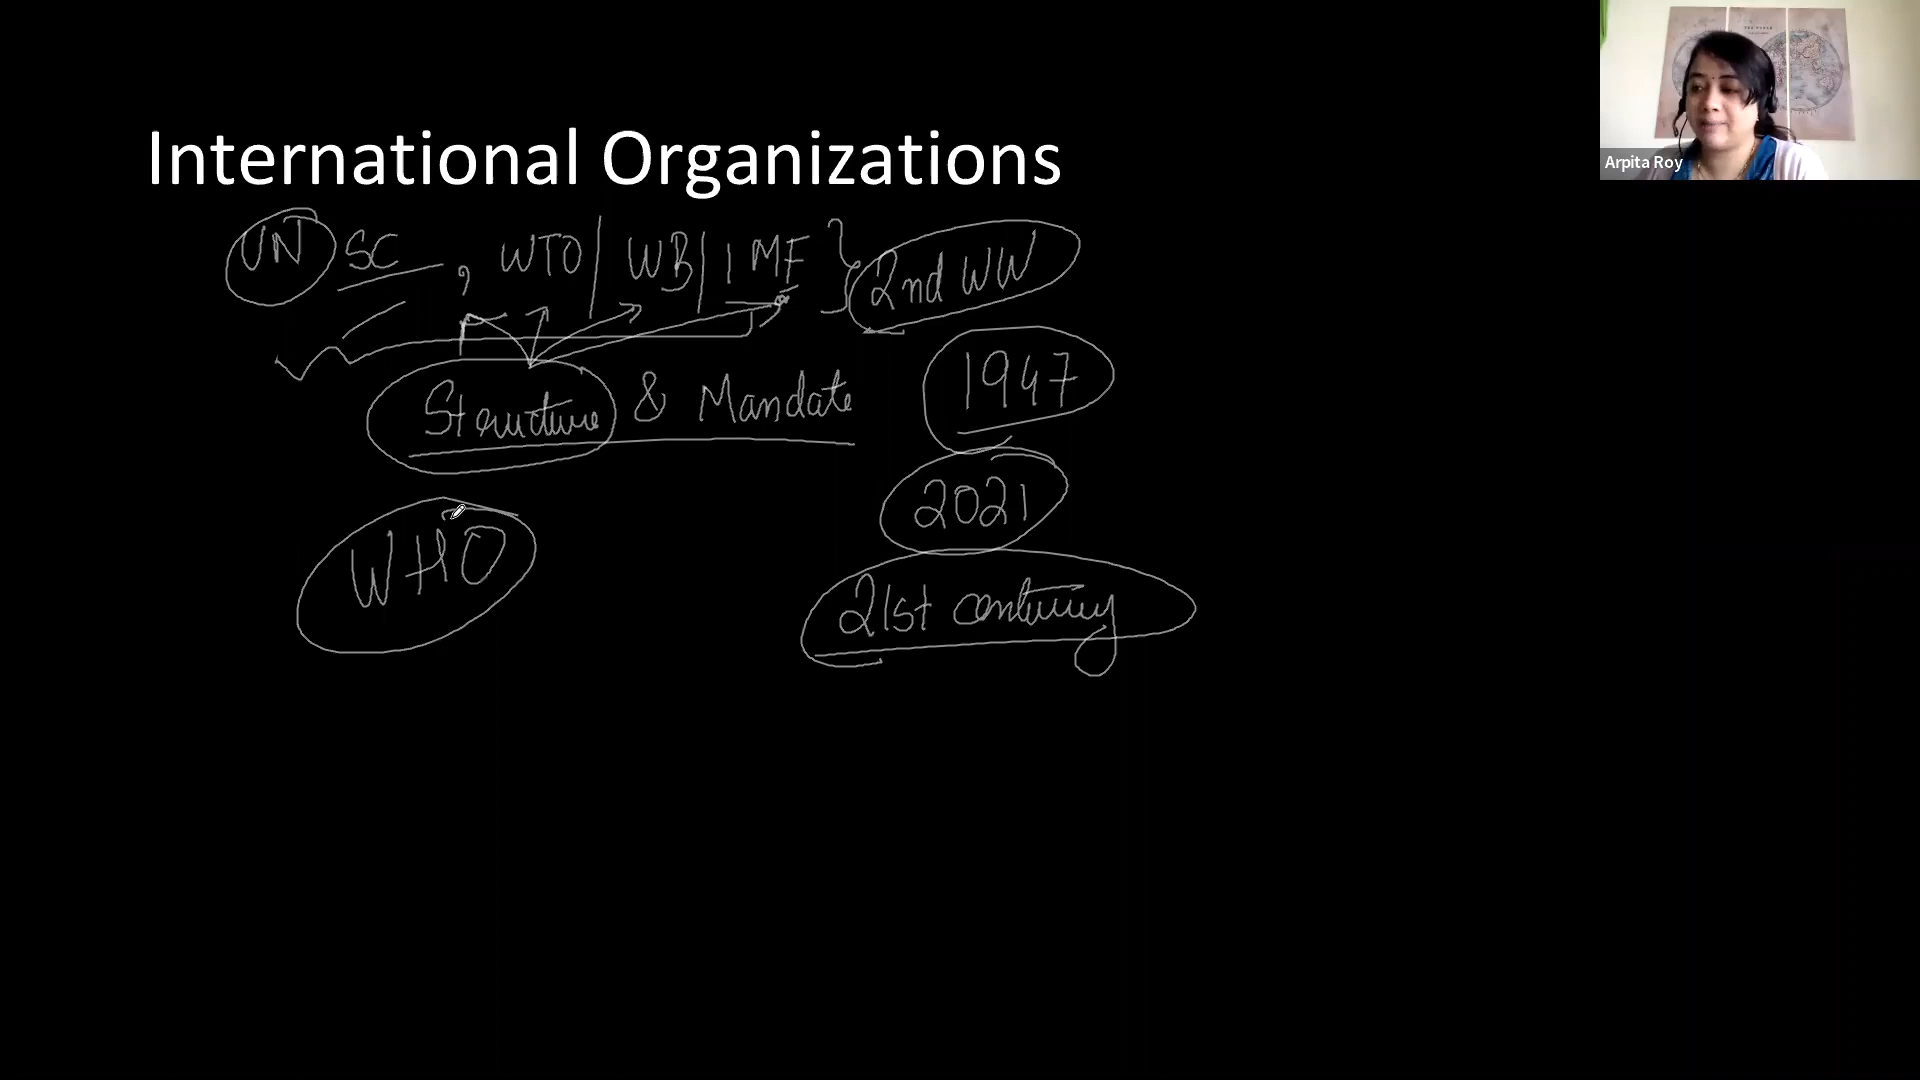 International Organizations
Arpita Roy
UN SC , WTO / WB / IMF } 2nd WW
Structure & Mandate
1947
2021
WHO
21st century